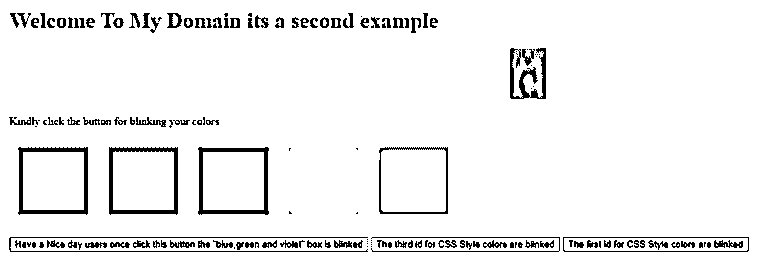 Welcome To My Domain its a second example
Kindly click the button for blinking your colors
Have a Nice day users once click this button the "blue,green and violet" box is blinked
The third id for CSS Style colors are blinked
The first id for CSS Style colors are blinked